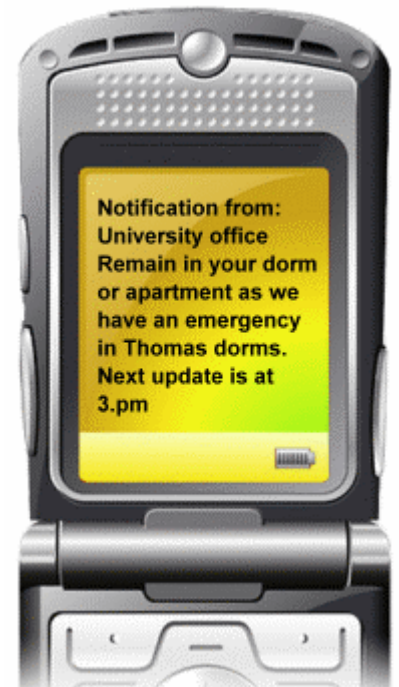 Notification from:
University office
Remain in your dorm
or apartment as we
have an emergency
in Thomas dorms.
Next update is at
3.pm